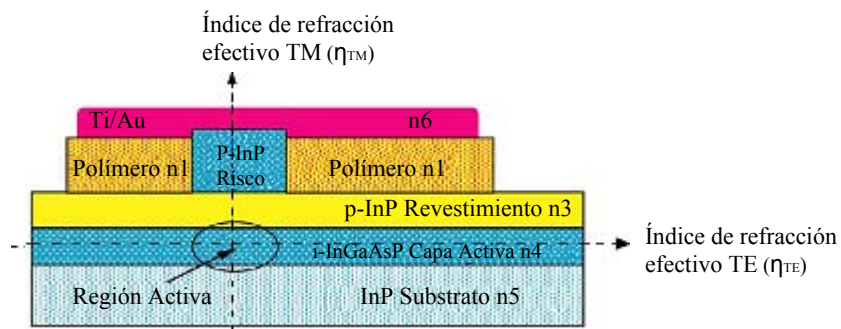 Índice de refracción
efectivo TM (ηTM)
Ti/Au n6
Polímero n1
P-InP
Risco
Polímero n1
p-InP Revestimiento n3
i-InGaAsP Capa Activa n4
Índice de refracción
efectivo TE (ηTE)
Región Activa
InP Substrato n5